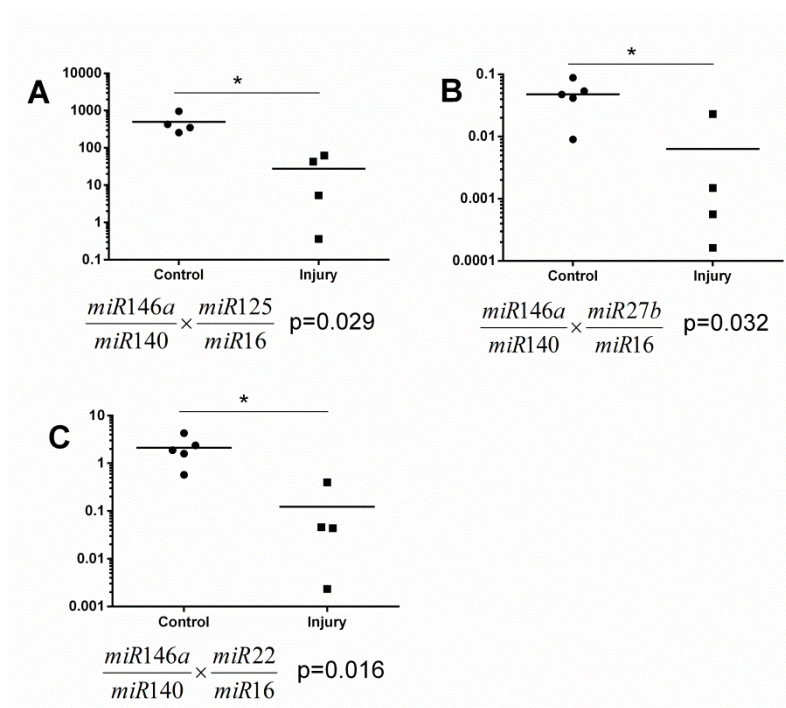 A
*
10000
1000
100
10
1
0.1
Control Injury
miR146a/miR140 × miR125/miR16 p=0.029
B
*
0.1
0.01
0.001
0.0001
Control Injury
miR146a/miR140 × miR27b/miR16 p=0.032
C
*
10
1
0.1
0.01
0.001
Control Injury
miR146a/miR140 × miR22/miR16 p=0.016